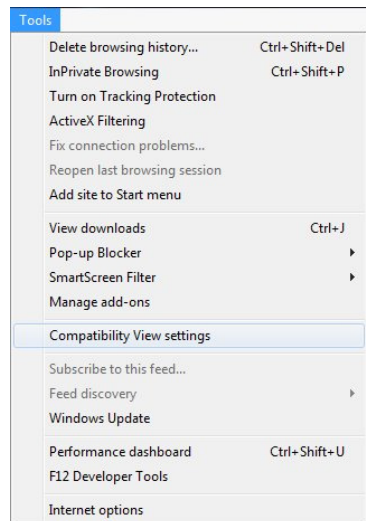 Tools
Delete browsing history... Ctrl+Shift+Del
InPrivate Browsing Ctrl+Shift+P
Turn on Tracking Protection
ActiveX Filtering
Fix connection problems...
Reopen last browsing session
Add site to Start menu
View downloads Ctrl+J
Pop-up Blocker
SmartScreen Filter
Manage add-ons
Compatibility View settings
Subscribe to this feed...
Feed discovery
Windows Update
Performance dashboard Ctrl+Shift+U
F12 Developer Tools
Internet options